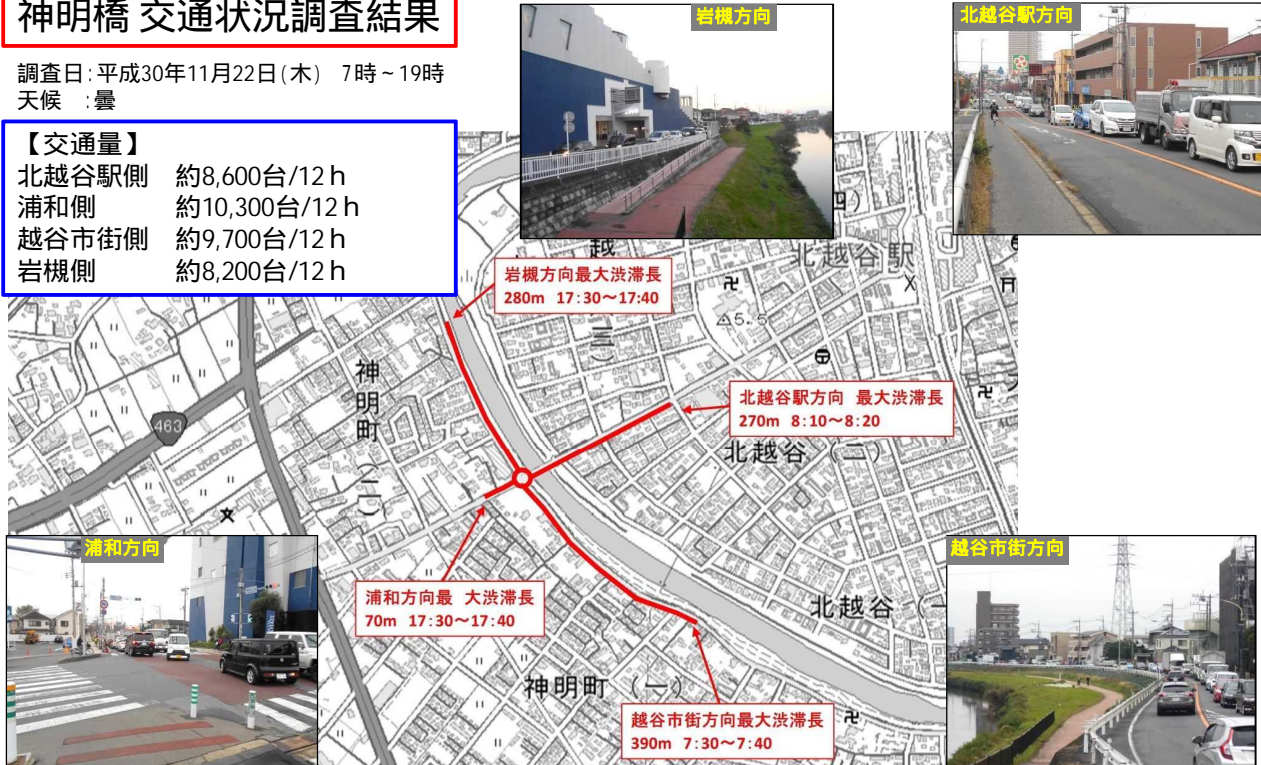 神明橋 交通状況調査結果
調査日:平成30年11月22日(木) 7時~19時
天候 :曇
【交通量】
北越谷駅側 約8,600台/12h
浦和側 約10,300台/12h
越谷市街側 約9,700台/12h
岩槻側 約8,200台/12h
岩槻方向
北越谷駅方向
四)
越
北越谷駅
岩槻方向最大渋滞長
280m 17:30~17:40
(三)
△5.5
神明町(二)
463
北越谷駅方向 最大渋滞長
270m 8:10~8:20
北越谷(二)
文
浦和方向
浦和方向最 大渋滞長
70m 17:30~17:40
越谷市街方向
北越谷(一
神明町(一)
越谷市街方向最大渋滞長
390m 7:30~7:40